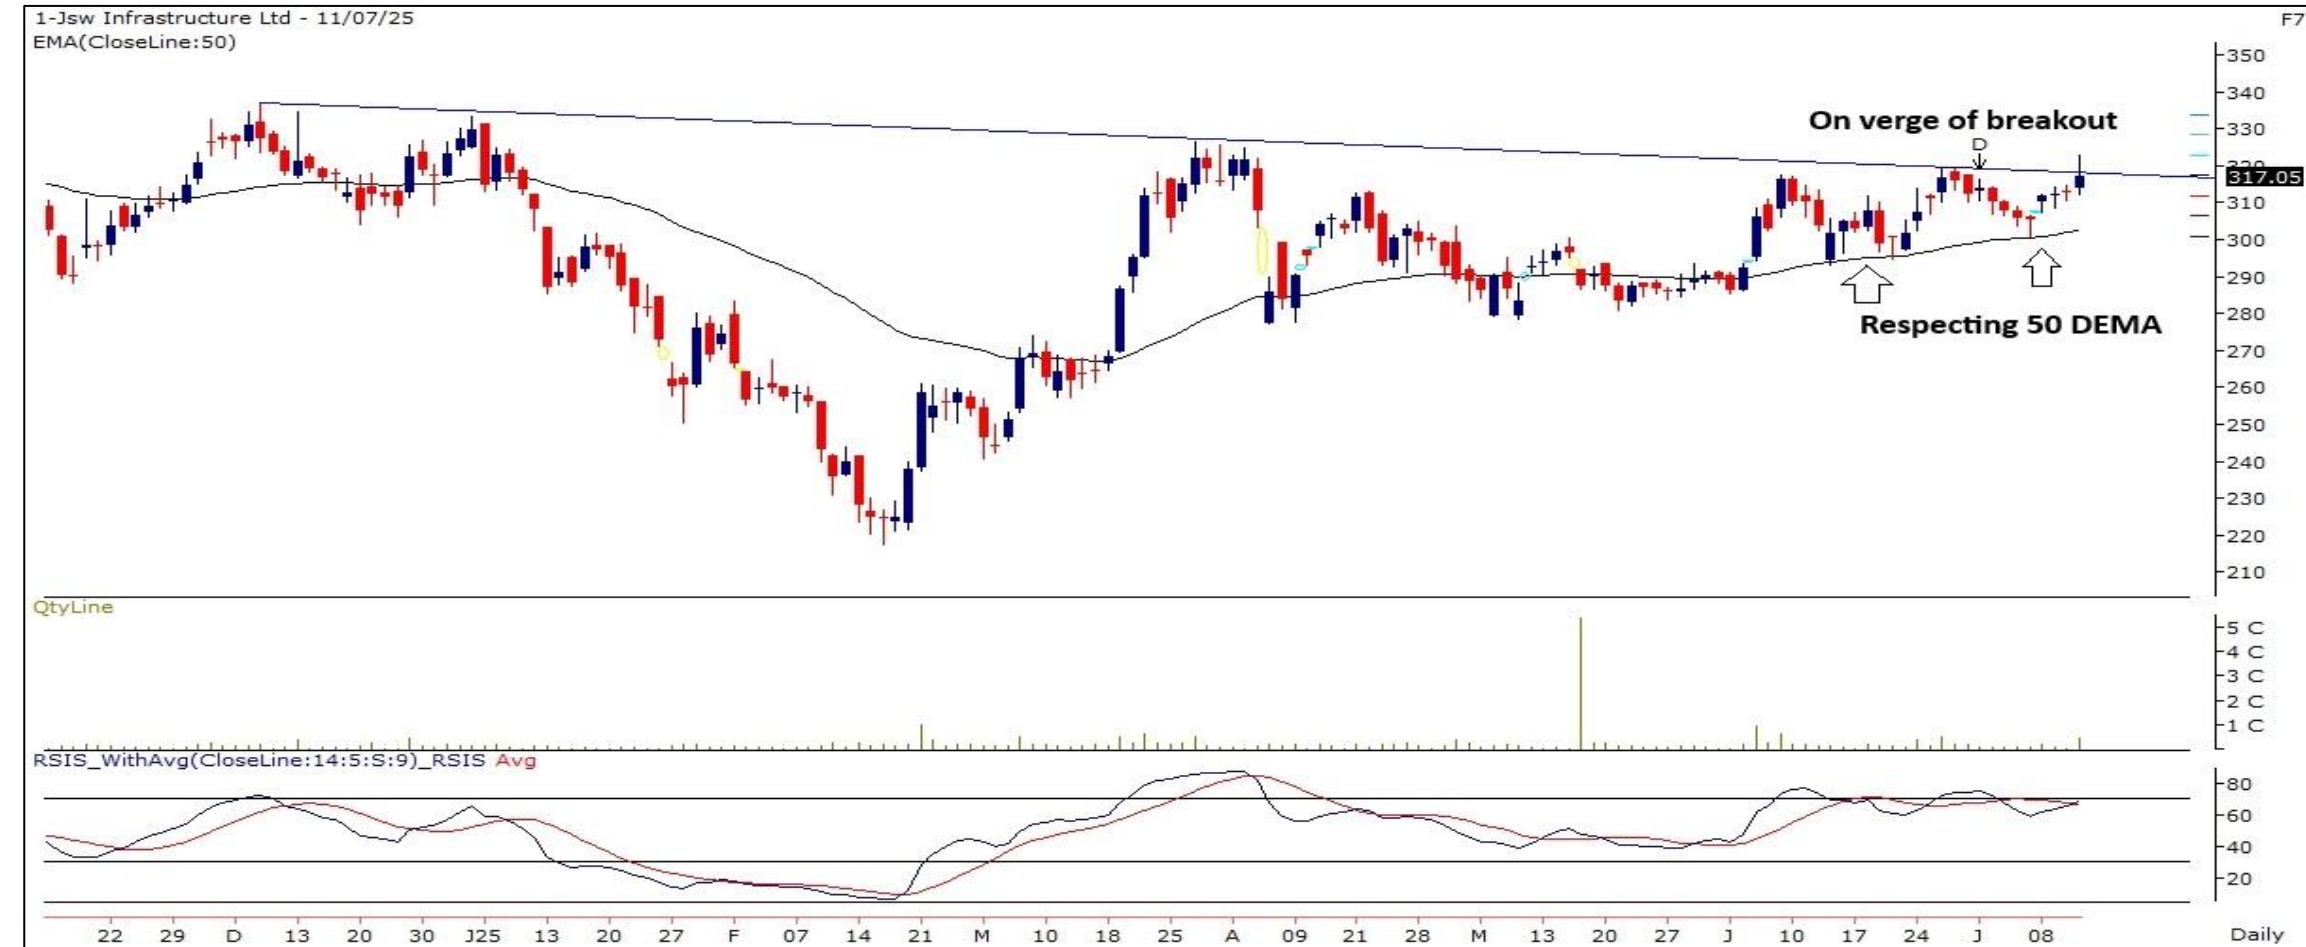 1-Jsw Infrastructure Ltd - 11/07/25
F7
EMA(CloseLine:50)
350
340
On verge of breakout
330
D
320
317.05
310
300
290
280
Respecting 50 DEMA
270
260
250
240
230
220
210
QtyLine
5 C
4 C
3 C
2 C
1 C
RSIS_WithAvg(CloseLine:14:5:S:9)_RSIS Avg
80
60
40
20
22 29 D 13 20 30 J25 13 20 27 F 07 14 21 M 10 18 25 A 09 21 28 M 13 20 27 J 10 17 24 J 08 Daily